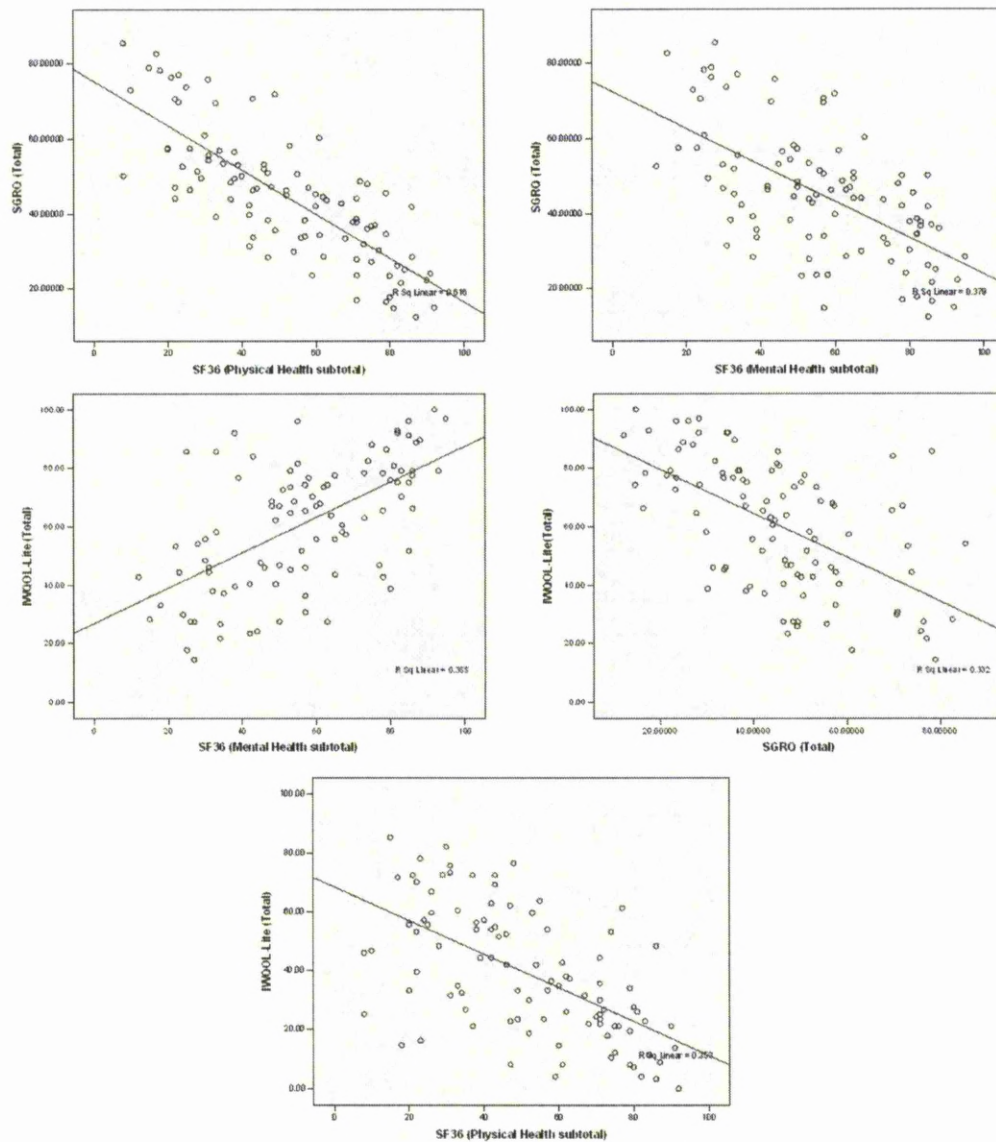 80.00000
60.00000
40.00000
20.00000
SGRQ (Total)
R Sq Linear =
0 20 40 60 80 100
SF36 (Physical Health subtotal)
80.00000
60.00000
40.00000
20.00000
SGRQ (Total)
R Sq Linear =
0 20 40 60 80 100
SF36 (Mental Health subtotal)
100.00
80.00
60.00
40.00
20.00
0.00
IWQOL-Lite (Total)
R Sq Linear =
0 20 40 60 80 100
SF36 (Mental Health subtotal)
100.00
80.00
60.00
40.00
20.00
0.00
IWQOL-Lite(Total)
R Sq Linear =
20.00000 40.00000 60.00000 80.00000
SGRQ (Total)
100.00
80.00
60.00
40.00
20.00
0.00
IWQOL-Lite (Total)
R Sq Linear =
0 20 40 60 80 100
SF36 (Physical Health subtotal)